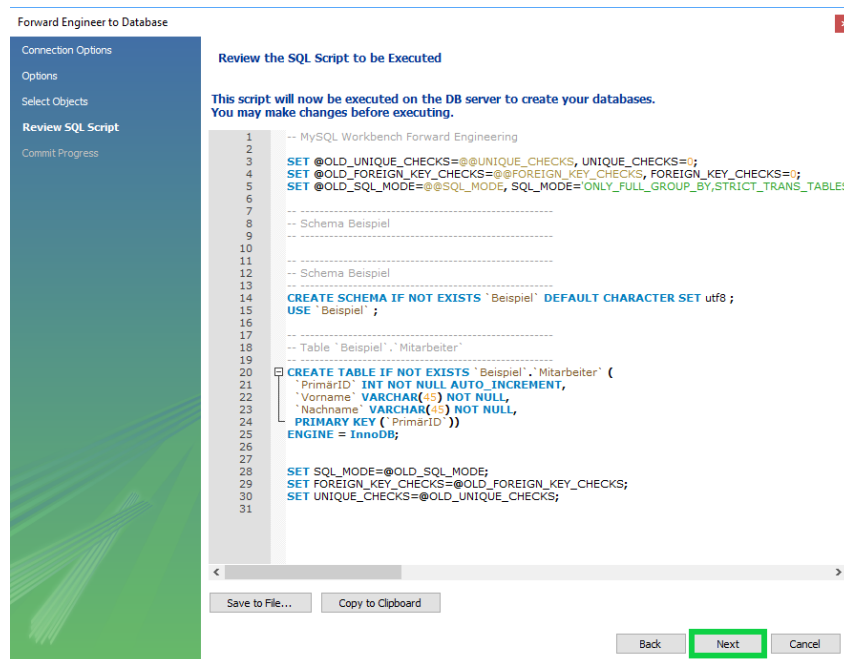 Forward Engineer to Database
Connection Options
Options
Select Objects
Review SQL Script
Commit Progress
Review the SQL Script to be Executed
This script will now be executed on the DB server to create your databases.
You may make changes before executing.
1 -- MySQL Workbench Forward Engineering
2
3 SET @OLD_UNIQUE_CHECKS=@@UNIQUE_CHECKS, UNIQUE_CHECKS=0;
4 SET @OLD_FOREIGN_KEY_CHECKS=@@FOREIGN_KEY_CHECKS, FOREIGN_KEY_CHECKS=0;
5 SET @OLD_SQL_MODE=@@SQL_MODE, SQL_MODE='ONLY_FULL_GROUP_BY,STRICT_TRANS_TABLES
6
7 -- -----------------------------------------------------
8 -- Schema Beispiel
9 -- -----------------------------------------------------
10
11 -- -----------------------------------------------------
12 -- Schema Beispiel
13 -- -----------------------------------------------------
14 CREATE SCHEMA IF NOT EXISTS `Beispiel` DEFAULT CHARACTER SET utf8 ;
15 USE `Beispiel` ;
16
17 -- -----------------------------------------------------
18 -- Table `Beispiel`.`Mitarbeiter`
19 -- -----------------------------------------------------
20 CREATE TABLE IF NOT EXISTS `Beispiel`.`Mitarbeiter` (
21 `PrimärID` INT NOT NULL AUTO_INCREMENT,
22 `Vorname` VARCHAR(45) NOT NULL,
23 `Nachname` VARCHAR(45) NOT NULL,
24 PRIMARY KEY (`PrimärID`))
25 ENGINE = InnoDB;
26
27
28 SET SQL_MODE=@OLD_SQL_MODE;
29 SET FOREIGN_KEY_CHECKS=@OLD_FOREIGN_KEY_CHECKS;
30 SET UNIQUE_CHECKS=@OLD_UNIQUE_CHECKS;
31
Save to File... Copy to Clipboard
Back Next Cancel